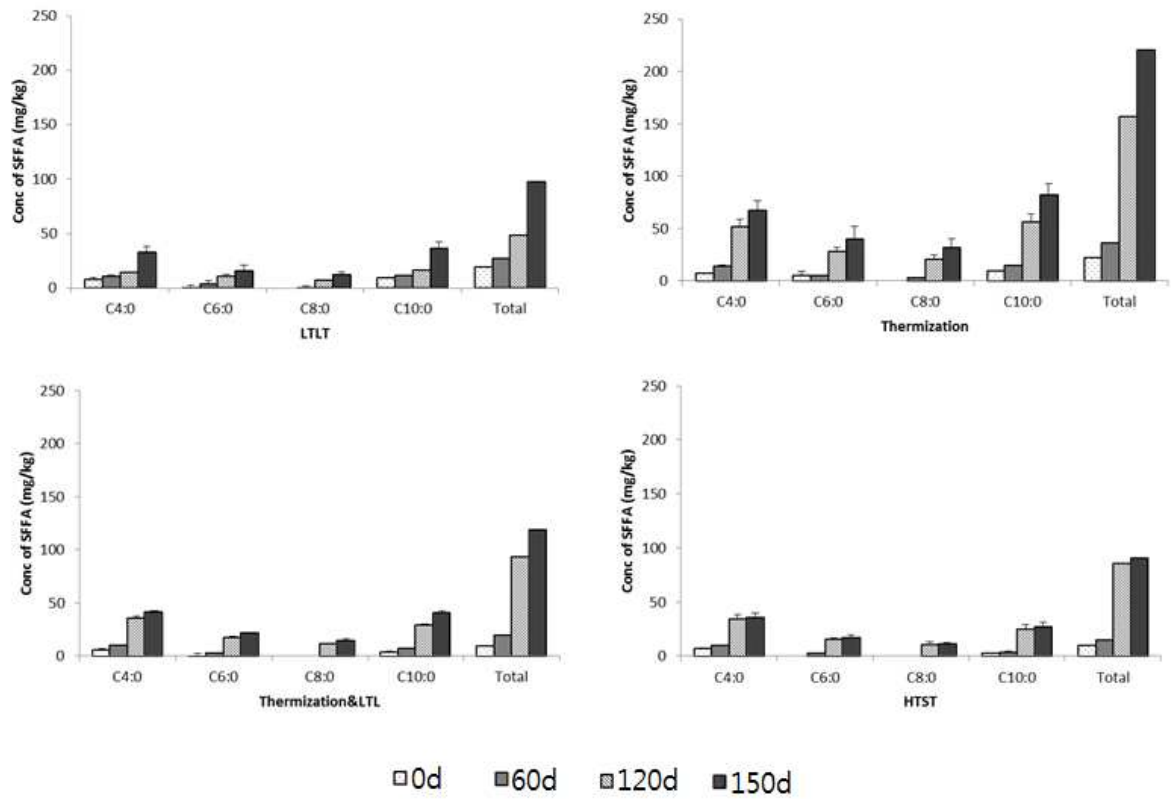 250
200
150
100
50
0
Conc of SFFA (mg/kg)
C4:0 C6:0 C8:0 C10:0 Total
LTLT
250
200
150
100
50
0
Conc of SFFA (mg/kg)
C4:0 C6:0 C8:0 C10:0 Total
Thermization
250
200
150
100
50
0
Conc of SFFA (mg/kg)
C4:0 C6:0 C8:0 C10:0 Total
Thermization&LTL
250
200
150
100
50
0
Conc of SFFA (mg/kg)
C4:0 C6:0 C8:0 C10:0 Total
HTST
0d 60d 120d 150d